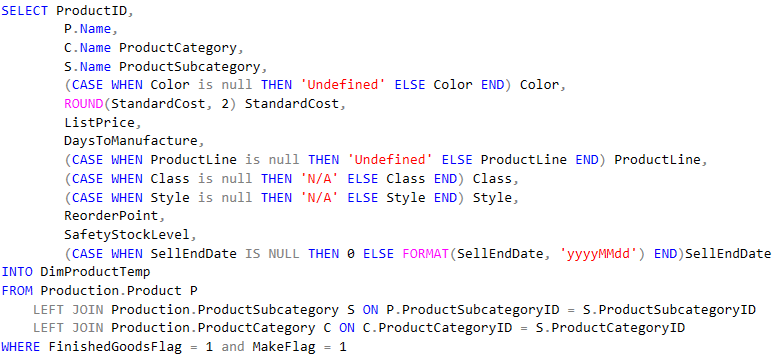 SELECT ProductID,
P.Name,
C.Name ProductCategory,
S.Name ProductSubcategory,
(CASE WHEN Color is null THEN 'Undefined' ELSE Color END) Color,
ROUND(StandardCost, 2) StandardCost,
ListPrice,
DaysToManufacture,
(CASE WHEN ProductLine is null THEN 'Undefined' ELSE ProductLine END) ProductLine,
(CASE WHEN Class is null THEN 'N/A' ELSE Class END) Class,
(CASE WHEN Style is null THEN 'N/A' ELSE Style END) Style,
ReorderPoint,
SafetyStockLevel,
(CASE WHEN SellEndDate IS NULL THEN 0 ELSE FORMAT(SellEndDate, 'yyyyMMdd') END)SellEndDate
INTO DimProductTemp
FROM Production.Product P
LEFT JOIN Production.ProductSubcategory S ON P.ProductSubcategoryID = S.ProductSubcategoryID
LEFT JOIN Production.ProductCategory C ON C.ProductCategoryID = S.ProductCategoryID
WHERE FinishedGoodsFlag = 1 and MakeFlag = 1